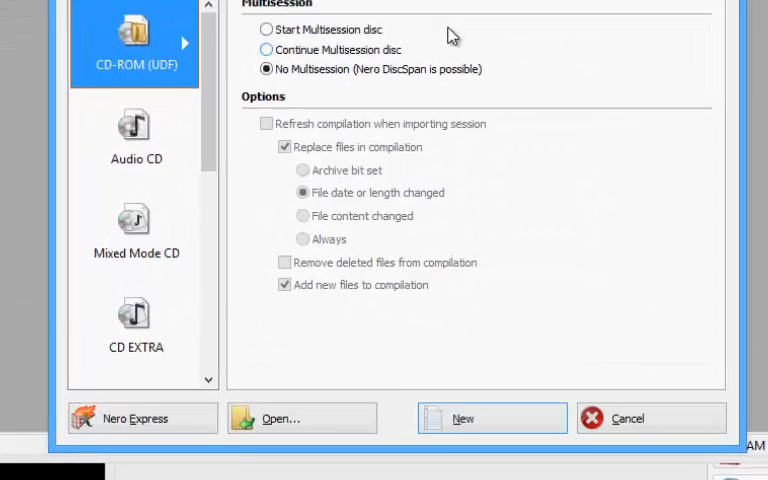 Multisession
CD-ROM (UDF)
Start Multisession disc
Continue Multisession disc
No Multisession (Nero DiscSpan is possible)
Options
Refresh compilation when importing session
Replace files in compilation
Archive bit set
File date or length changed
File content changed
Always
Remove deleted files from compilation
Add new files to compilation
Audio CD
Mixed Mode CD
CD EXTRA
Nero Express
Open...
New
Cancel
AM